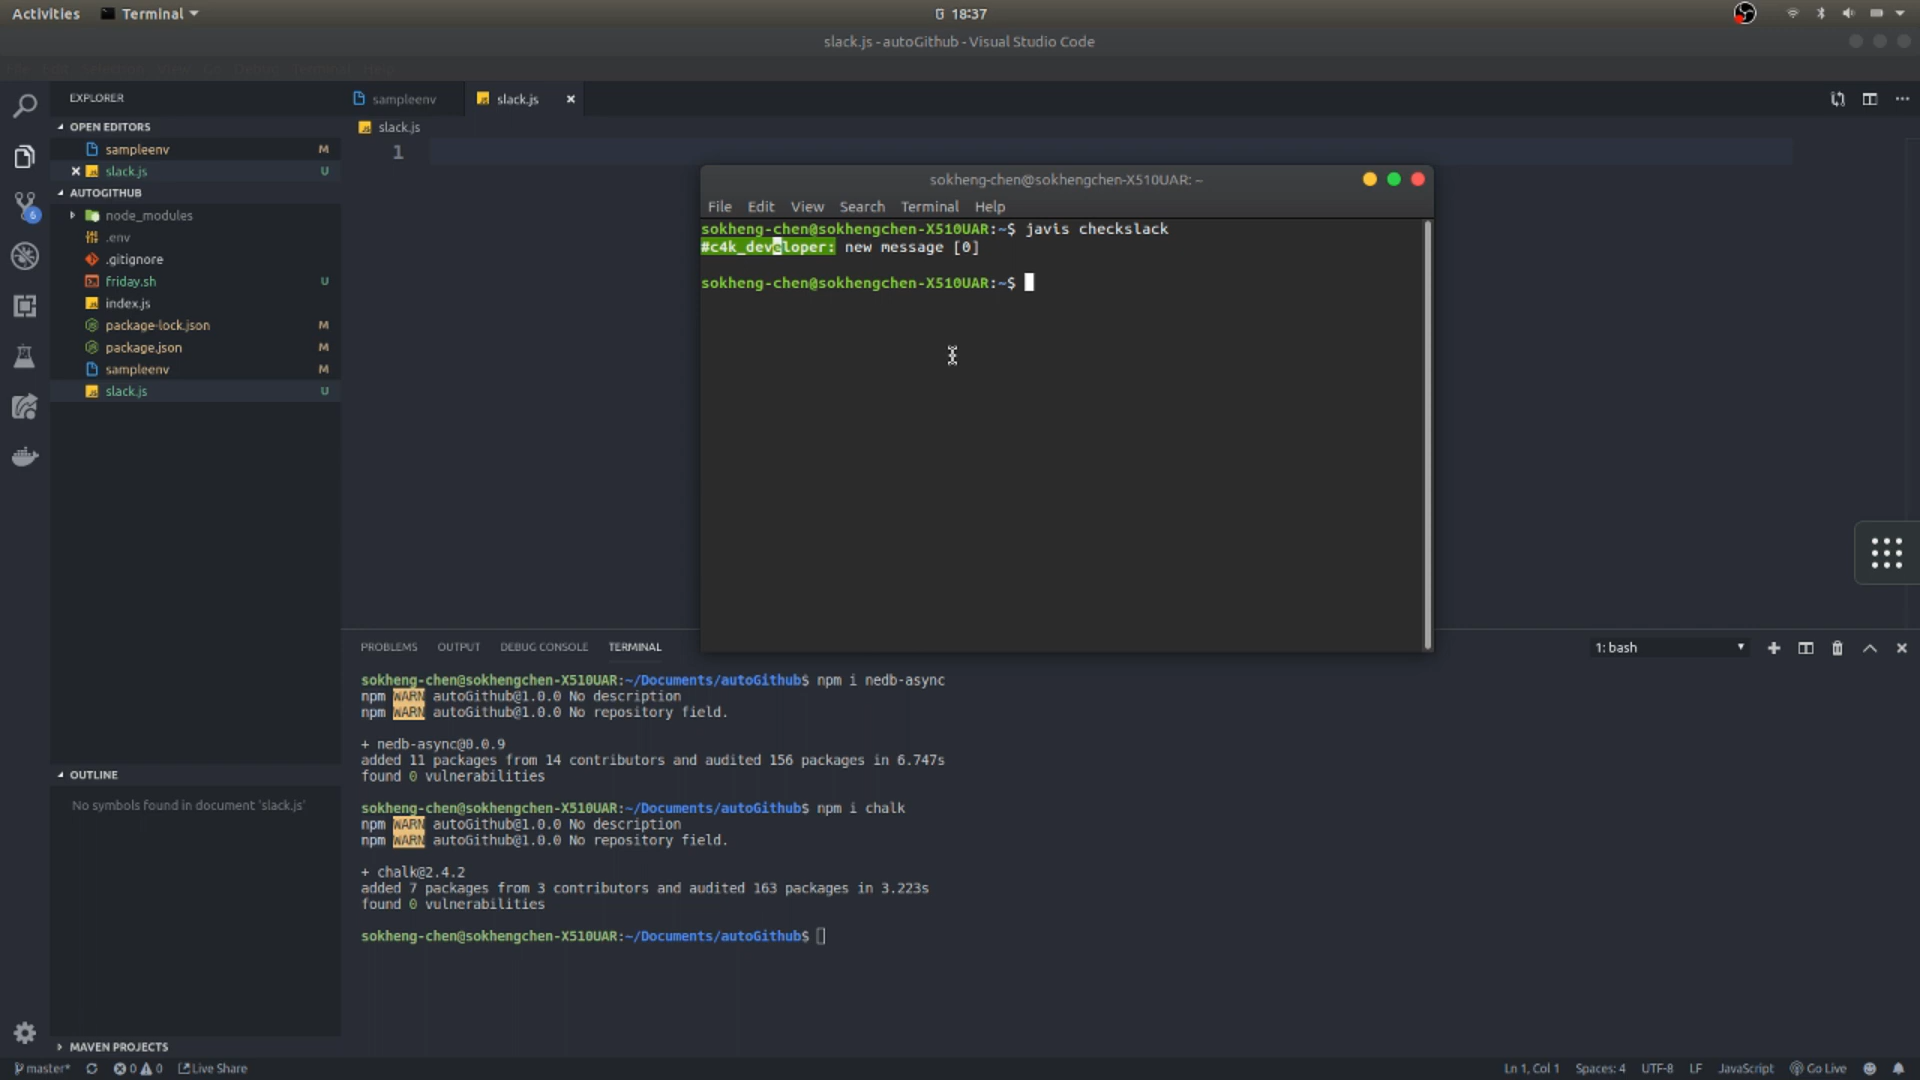 Activities Terminal 18:37
slack.js - autoGithub - Visual Studio Code
EXPLORER
OPEN EDITORS
sampleenv M
slack.js U
AUTOGITHUB
node_modules
.env
.gitignore
friday.sh U
index.js
package-lock.json M
package.json M
sampleenv M
slack.js U
OUTLINE
No symbols found in document 'slack.js'
MAVEN PROJECTS
6
sampleenv slack.js
slack.js
1
sokheng-chen@sokhengchen-X510UAR: ~
File Edit View Search Terminal Help
sokheng-chen@sokhengchen-X510UAR:~$ javis checkslack
#c4k_developer: new message [0]
sokheng-chen@sokhengchen-X510UAR:~$
PROBLEMS OUTPUT DEBUG CONSOLE TERMINAL 1: bash
sokheng-chen@sokhengchen-X510UAR:~/Documents/autoGithub$ npm i nedb-async
npm WARN autoGithub@1.0.0 No description
npm WARN autoGithub@1.0.0 No repository field.
+ nedb-async@0.0.9
added 11 packages from 14 contributors and audited 156 packages in 6.747s
found 0 vulnerabilities
sokheng-chen@sokhengchen-X510UAR:~/Documents/autoGithub$ npm i chalk
npm WARN autoGithub@1.0.0 No description
npm WARN autoGithub@1.0.0 No repository field.
+ chalk@2.4.2
added 7 packages from 3 contributors and audited 163 packages in 3.223s
found 0 vulnerabilities
sokheng-chen@sokhengchen-X510UAR:~/Documents/autoGithub$
master* 0 0 Live Share Ln 1, Col 1 Spaces: 4 UTF-8 LF JavaScript Go Live